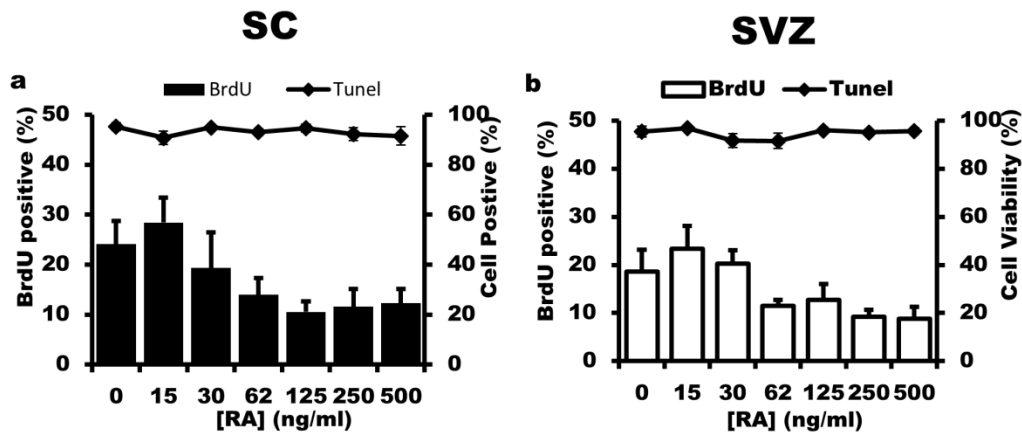 SC
SVZ
a
BrdU
Tunel
50
40
30
20
10
0
BrdU positive (%)
100
80
60
40
20
0
Cell Postive (%)
0 15 30 62 125 250 500
[RA] (ng/ml)
b
BrdU
Tunel
50
40
30
20
10
0
BrdU positive (%)
100
80
60
40
20
0
Cell Viability (%)
0 15 30 62 125 250 500
[RA] (ng/ml)